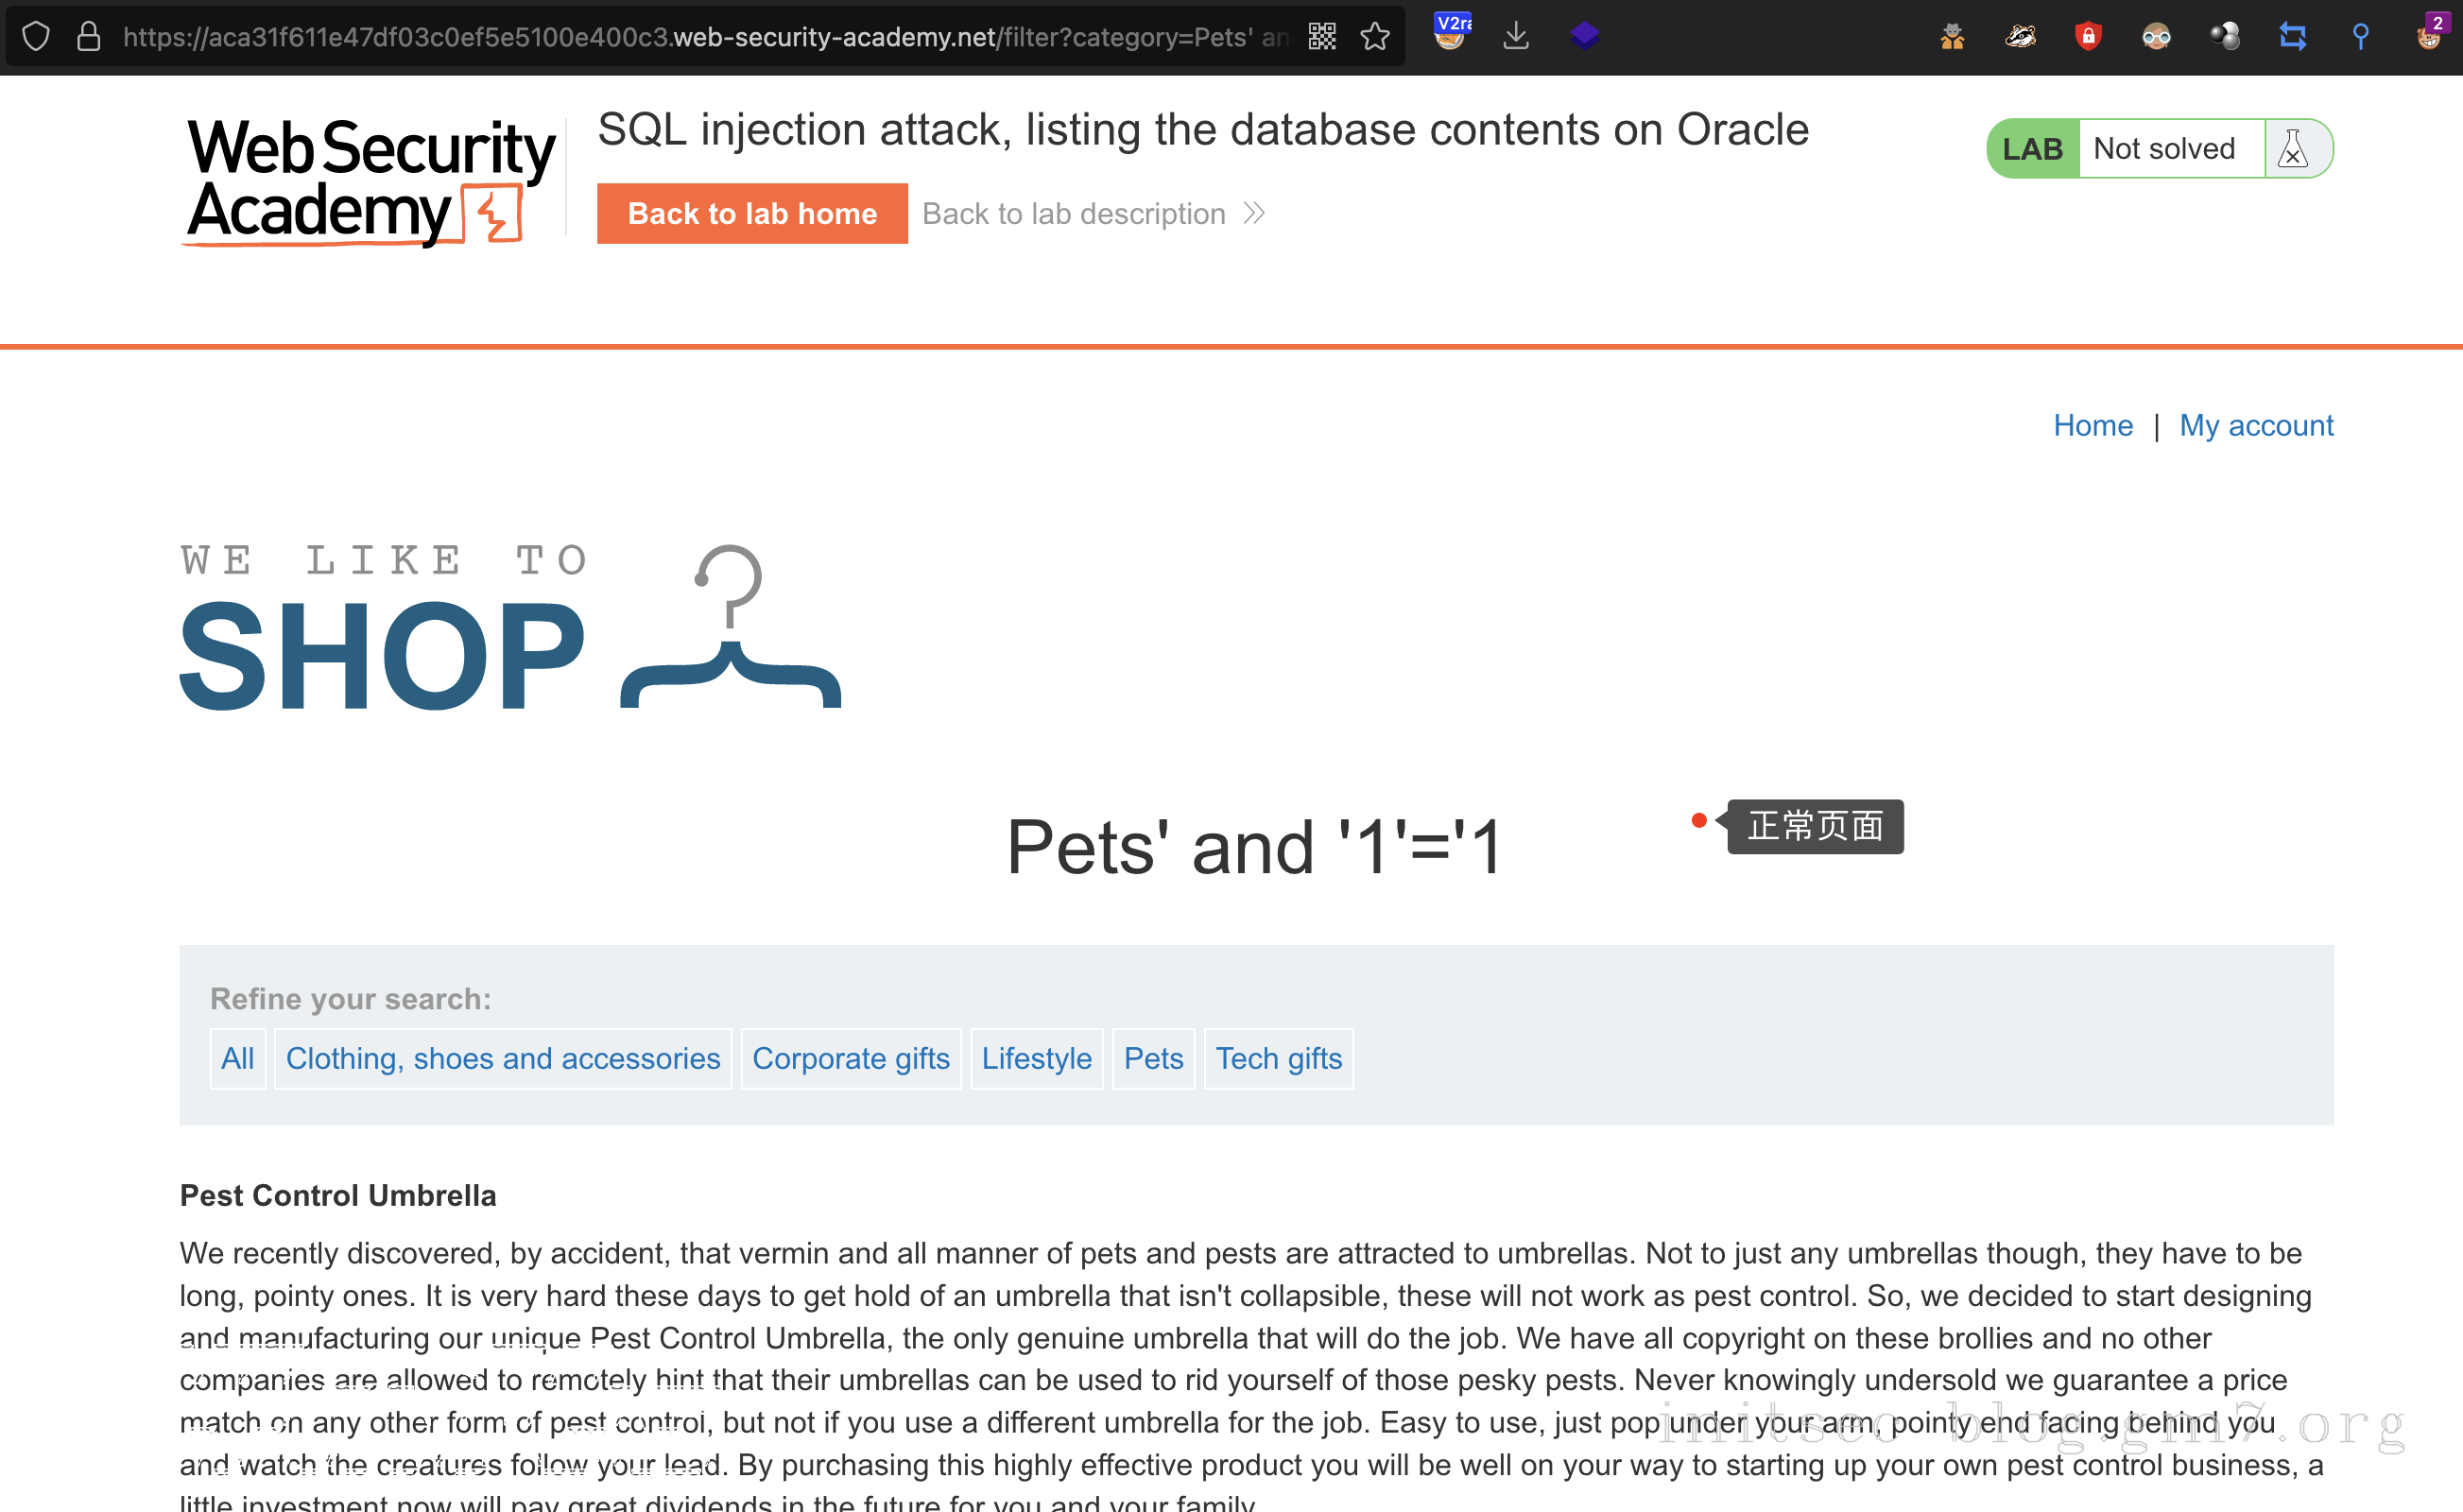 https://aca31f611e47df03c0ef5e5100e400c3.web-security-academy.net/filter?category=Pets' an
V2ra
2
WebSecurity
Academy
SQL injection attack, listing the database contents on Oracle
Back to lab home
Back to lab description
LAB
Not solved
Home | My account
WE LIKE TO
SHOP
Pets' and '1'='1
正常页面
Refine your search:
All
Clothing, shoes and accessories
Corporate gifts
Lifestyle
Pets
Tech gifts
Pest Control Umbrella
We recently discovered, by accident, that vermin and all manner of pets and pests are attracted to umbrellas. Not to just any umbrellas though, they have to be
long, pointy ones. It is very hard these days to get hold of an umbrella that isn't collapsible, these will not work as pest control. So, we decided to start designing
and manufacturing our unique Pest Control Umbrella, the only genuine umbrella that will do the job. We have all copyright on these brollies and no other
companies are allowed to remotely hint that their umbrellas can be used to rid yourself of those pesky pests. Never knowingly undersold we guarantee a price
match on any other form of pest control, but not if you use a different umbrella for the job. Easy to use, just pop under your arm, pointy end facing behind you
and watch the creatures follow your lead. By purchasing this highly effective product you will be well on your way to starting up your own pest control business, a
little investment now will pay great dividends in the future for you and your family.
initsec blog.gm7.org